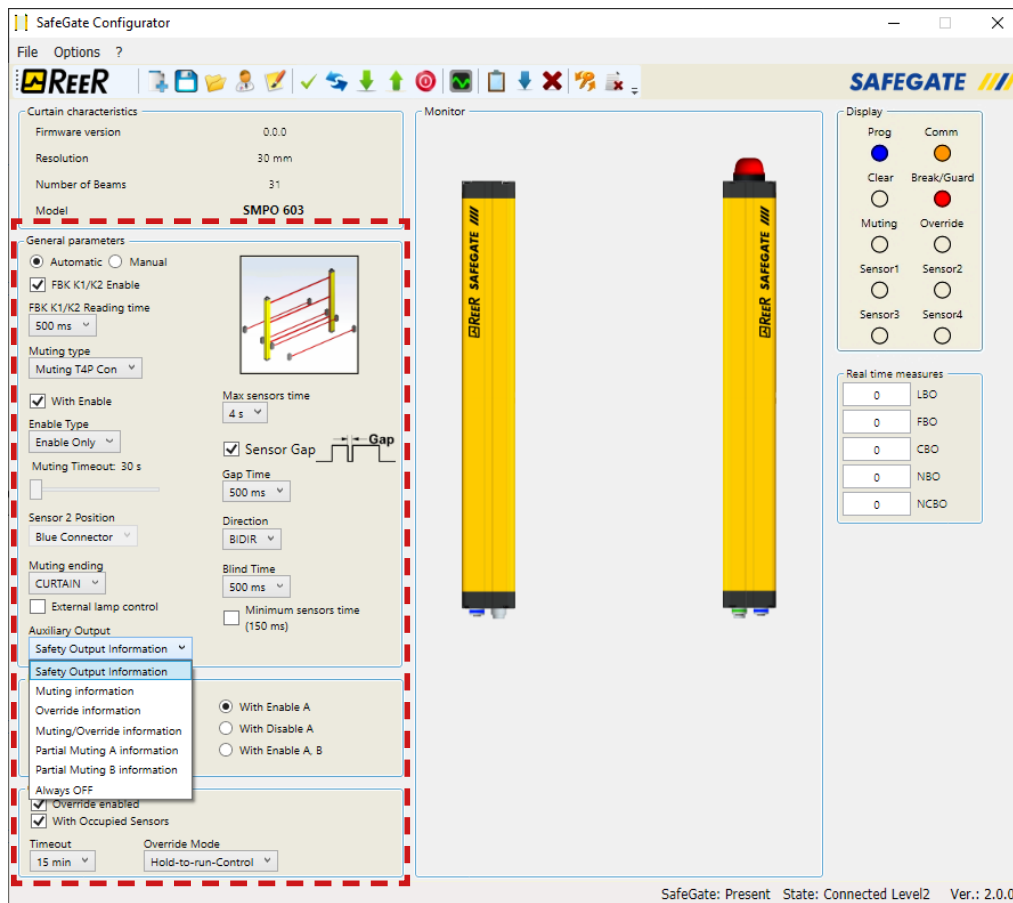 SafeGate Configurator
File Options ?
REER
SAFEGATE
Curtain characteristics
Firmware version 0.0.0
Resolution 30 mm
Number of Beams 31
Model SMPO 603
General parameters
Automatic Manual
FBK K1/K2 Enable
FBK K1/K2 Reading time
500 ms
Muting type
Muting T4P Con
With Enable
Enable Type
Enable Only
Muting Timeout: 30 s
Sensor 2 Position
Blue Connector
Muting ending
CURTAIN
External lamp control
Auxiliary Output
Safety Output Information
Safety Output Information
Muting information
Override information
Muting/Override information
Partial Muting A information
Partial Muting B information
Always OFF
Max sensors time
4 s
Sensor Gap
Gap
Gap Time
500 ms
Direction
BIDIR
Blind Time
500 ms
Minimum sensors time
(150 ms)
With Enable A
With Disable A
With Enable A, B
Override enabled
With Occupied Sensors
Timeout
15 min
Override Mode
Hold-to-run-Control
Monitor
REER SAFEGATE
REER SAFEGATE
Display
Prog Comm
Clear Break/Guard
Muting Override
Sensor1 Sensor2
Sensor3 Sensor4
Real time measures
0 LBO
0 FBO
0 CBO
0 NBO
0 NCBO
SafeGate: Present State: Connected Level2 Ver.: 2.0.0